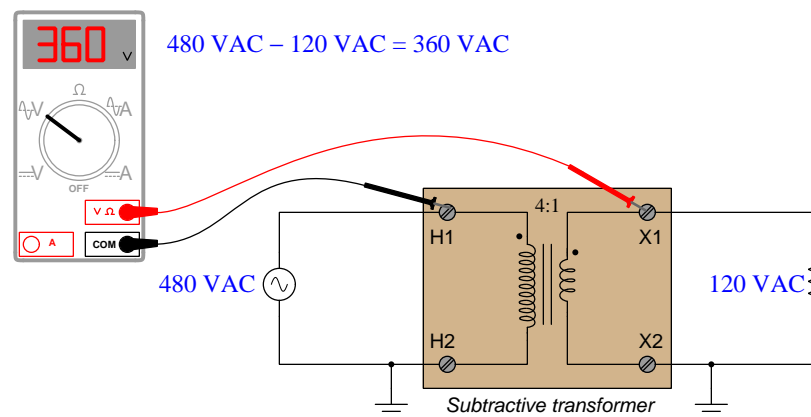 360 V
480 VAC − 120 VAC = 360 VAC
Ω
V
A
V
A
OFF
V Ω
A
COM
4:1
H1
X1
480 VAC
120 VAC
H2
X2
Subtractive transformer